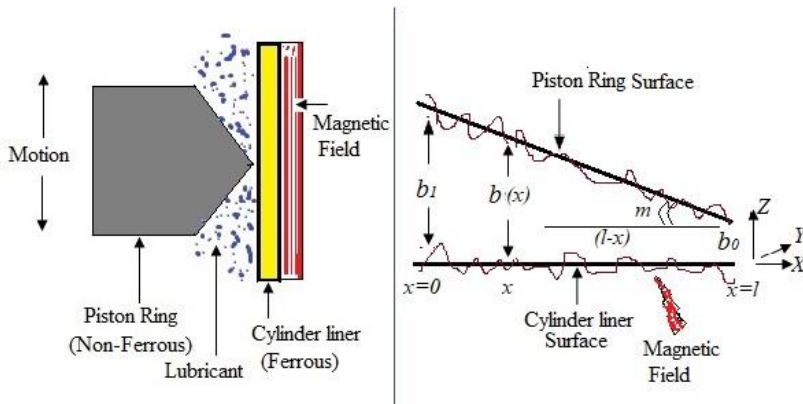 Motion
Magnetic
Field
Piston Ring
(Non-Ferrous)
Lubricant
Cylinder liner
(Ferrous)
Piston Ring Surface
b1
b (x)
m
(l-x)
b0
Z
Y
X
x=0
x
x=l
Cylinder liner
Surface
Magnetic
Field